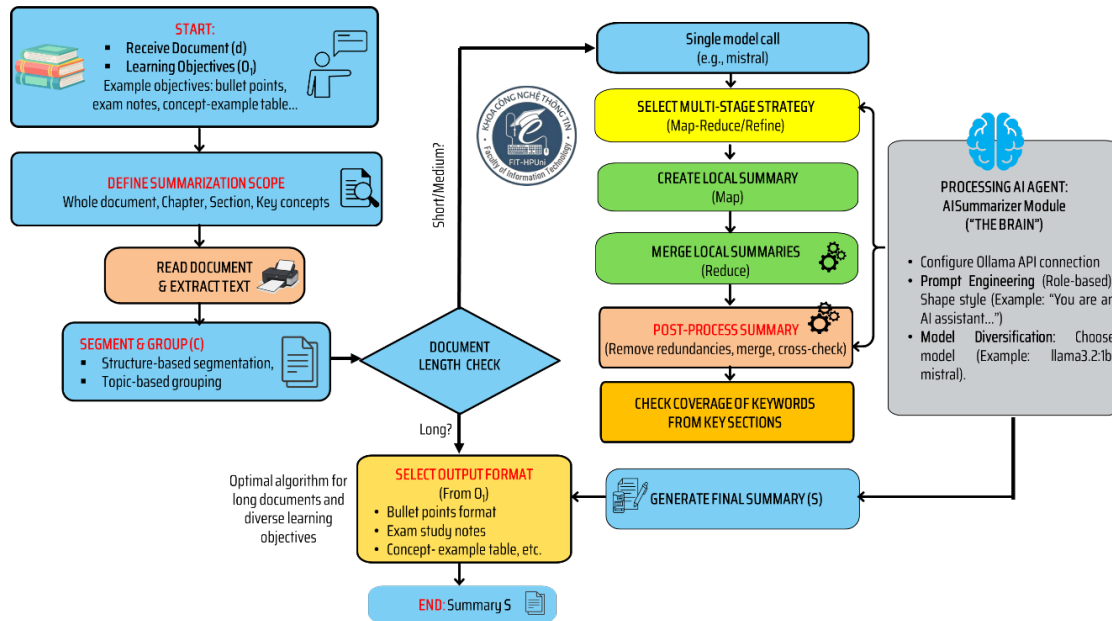 START:
▪ Receive Document (d)
▪ Learning Objectives (O₁)
Example objectives: bullet points,
exam notes, concept-example table...
DEFINE SUMMARIZATION SCOPE
Whole document, Chapter, Section, Key concepts
READ DOCUMENT
& EXTRACT TEXT
SEGMENT & GROUP (C)
▪ Structure-based segmentation,
▪ Topic-based grouping
DOCUMENT
LENGTH CHECK
Short/Medium?
Long?
KHOA CÔNG NGHỆ THÔNG TIN
FIT-HPUni
Faculty of Information Technology
Single model call
(e.g., mistral)
SELECT MULTI-STAGE STRATEGY
(Map-Reduce/Refine)
CREATE LOCAL SUMMARY
(Map)
MERGE LOCAL SUMMARIES
(Reduce)
POST-PROCESS SUMMARY
(Remove redundancies, merge, cross-check)
CHECK COVERAGE OF KEYWORDS
FROM KEY SECTIONS
PROCESSING AI AGENT:
AISummarizer Module
("THE BRAIN")
• Configure Ollama API connection
• Prompt Engineering (Role-based)
Shape style (Example: "You are an
AI assistant...")
• Model Diversification: Choose
model (Example: llama3.2:1b
mistral).
GENERATE FINAL SUMMARY (S)
Optimal algorithm for
long documents and
diverse learning
objectives
SELECT OUTPUT FORMAT
(From O₁)
• Bullet points format
• Exam study notes
• Concept- example table, etc.
END: Summary S